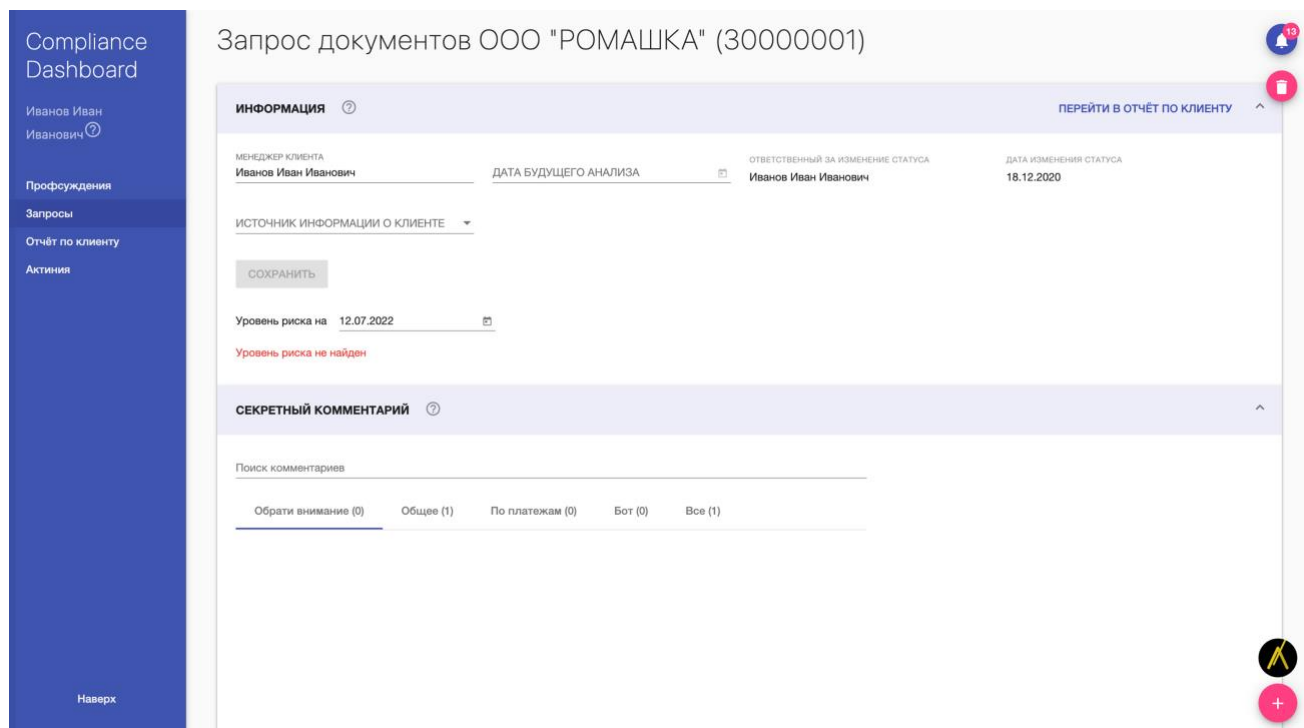 Compliance
Dashboard
Иванов Иван
Иванович
Профсуждения
Запросы
Отчёт по клиенту
Актиния
Наверх
Запрос документов ООО "РОМАШКА" (30000001)
13
ИНФОРМАЦИЯ
ПЕРЕЙТИ В ОТЧЁТ ПО КЛИЕНТУ
МЕНЕДЖЕР КЛИЕНТА
Иванов Иван Иванович
ДАТА БУДУЩЕГО АНАЛИЗА
ОТВЕТСТВЕННЫЙ ЗА ИЗМЕНЕНИЕ СТАТУСА
Иванов Иван Иванович
ДАТА ИЗМЕНЕНИЯ СТАТУСА
18.12.2020
ИСТОЧНИК ИНФОРМАЦИИ О КЛИЕНТЕ
СОХРАНИТЬ
Уровень риска на 12.07.2022
Уровень риска не найден
СЕКРЕТНЫЙ КОММЕНТАРИЙ
Поиск комментариев
Обрати внимание (0) Общее (1) По платежам (0) Бот (0) Все (1)